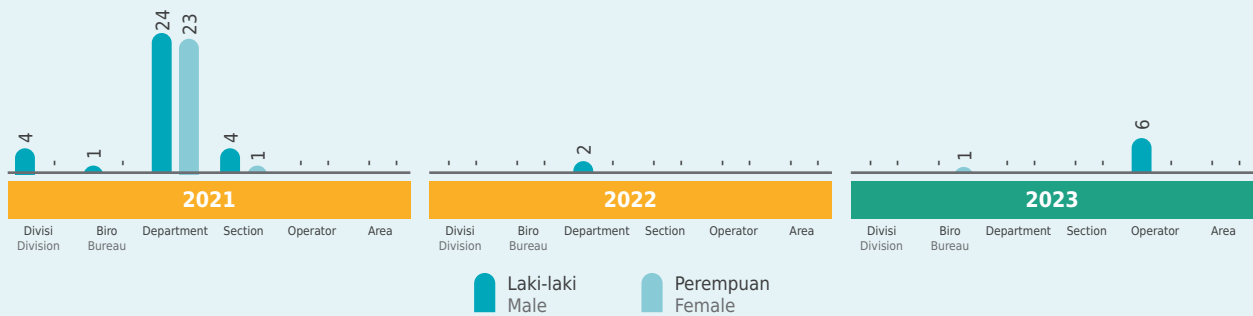 4 - 1 - 24 23 4 1 - - - -
- - - - 2 - - - - - - -
- - - 1 - - - - 6 - - -
2021
Divisi Biro Department Section Operator Area
Division Bureau
2022
Divisi Biro Department Section Operator Area
Division Bureau
2023
Divisi Biro Department Section Operator Area
Division Bureau
Laki-laki
Male
Perempuan
Female